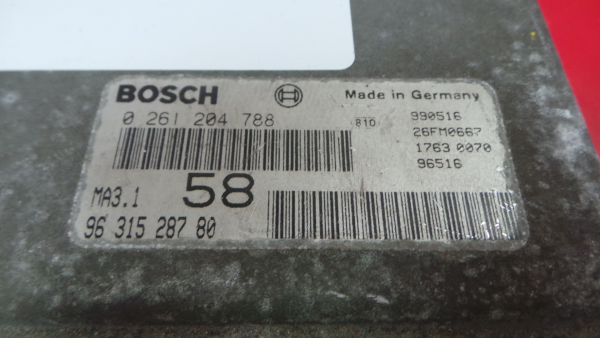 BOSCH Made in Germany
0 261 204 788 810 990516
26FM0667
1763 0070
96516
MA3.1 58
96 315 287 80